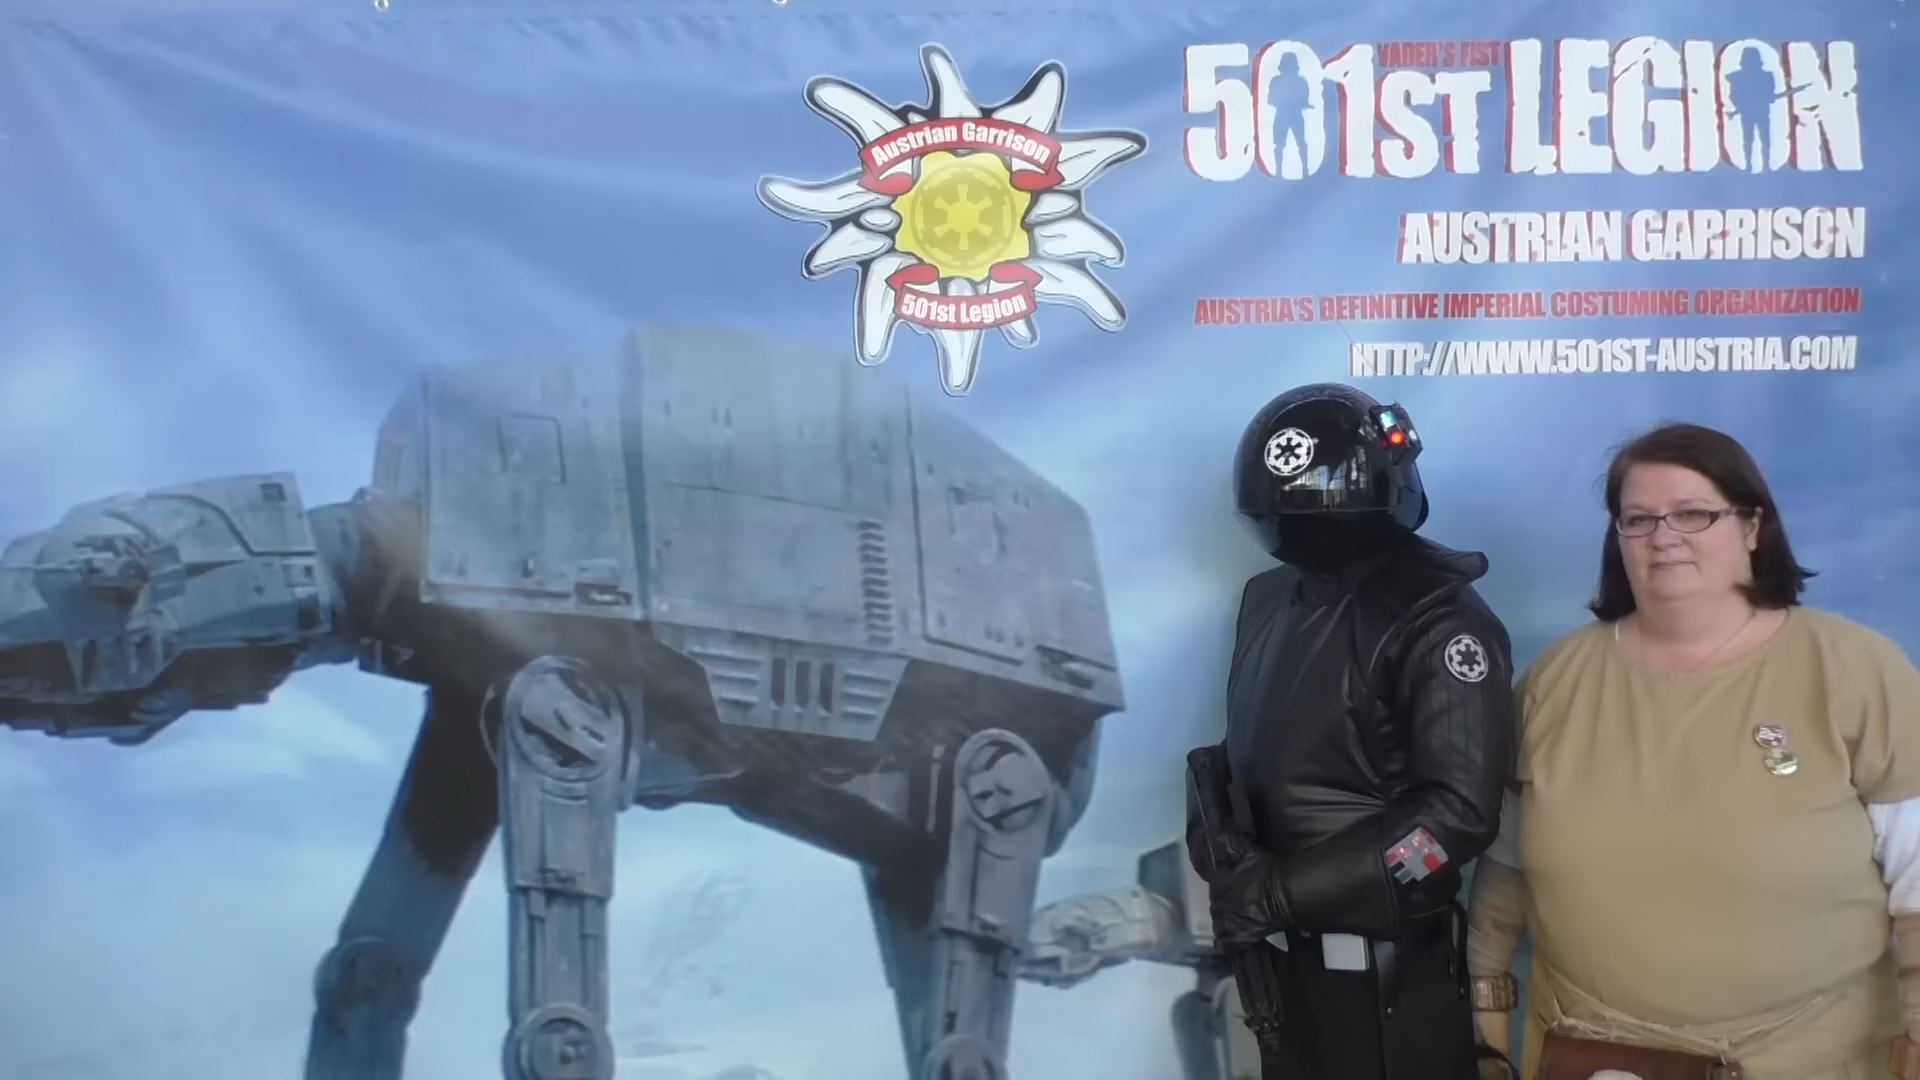 Austrian Garrison
501st Legion
VADER'S FIST
501ST LEGION
AUSTRIAN GARRISON
AUSTRIA'S DEFINITIVE IMPERIAL COSTUMING ORGANIZATION
HTTP://WWW.501ST-AUSTRIA.COM